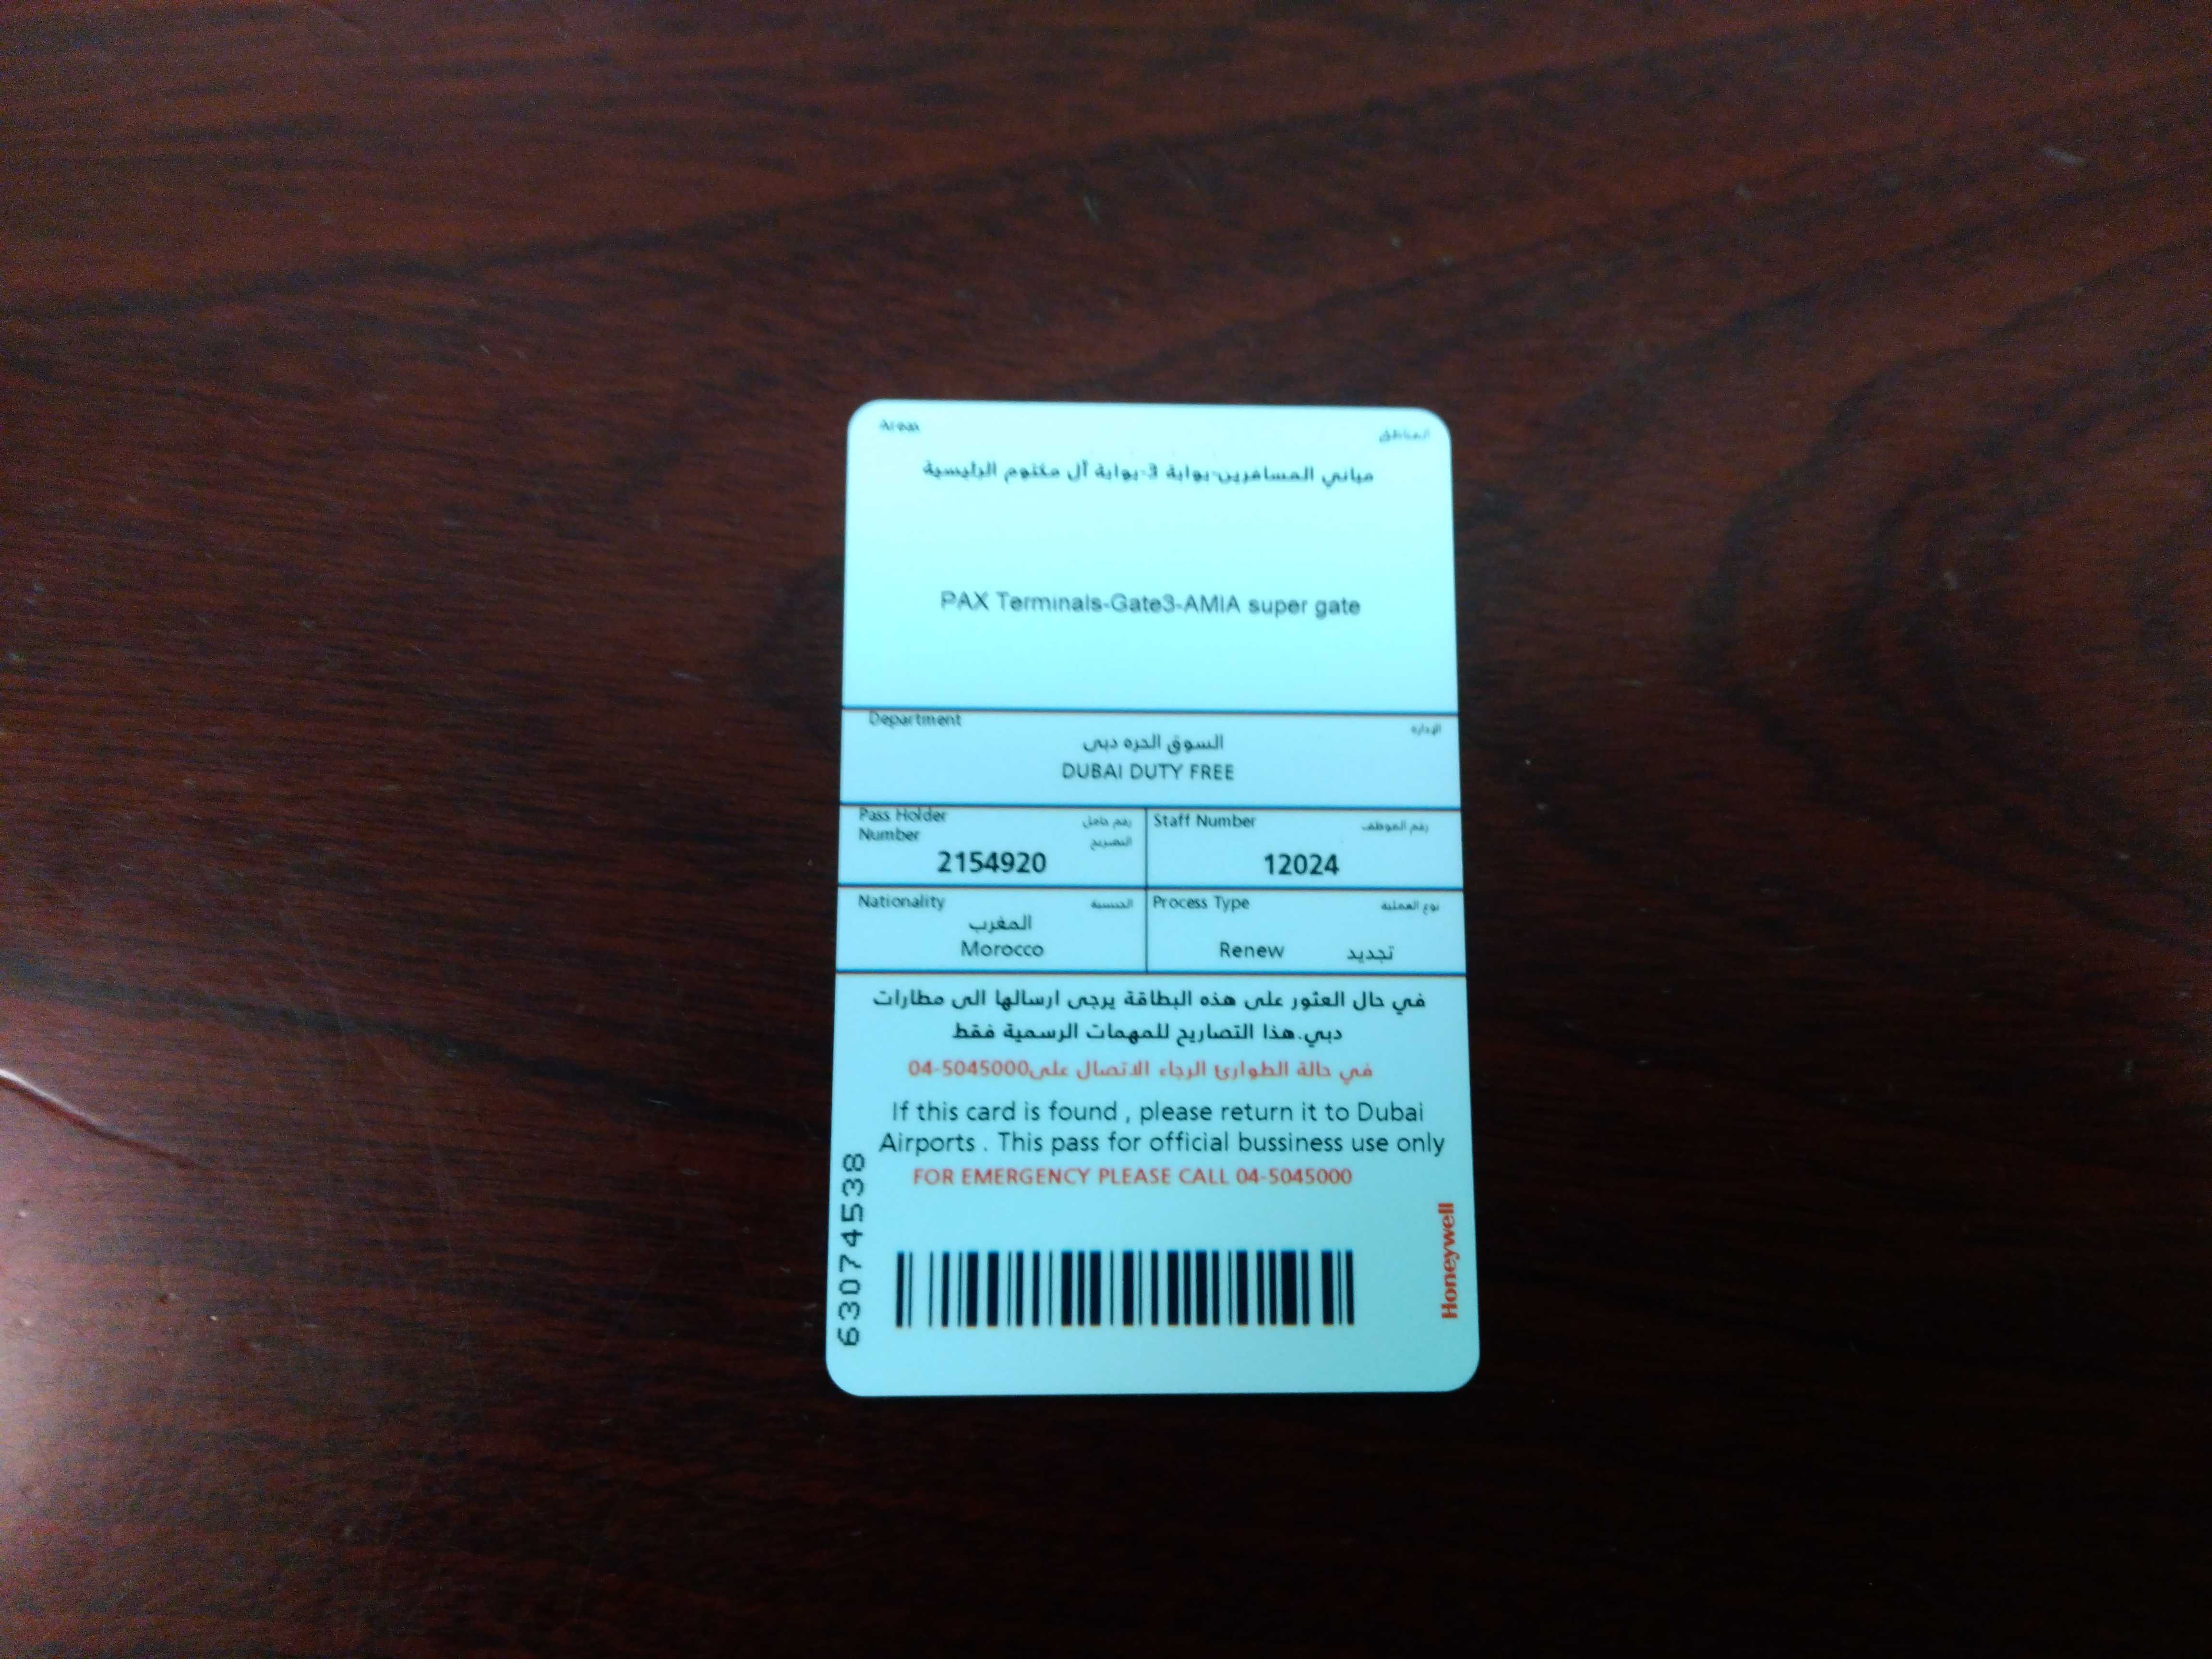 Areas المناطق
مباني المسافرين-بوابة 3-بوابة آل مكتوم الرئيسية
PAX Terminals-Gate3-AMIA super gate
Department الإدارة
السوق الحره دبى
DUBAI DUTY FREE
Pass Holder Number رقم حامل التصريح
2154920
Staff Number رقم الموظف
12024
Nationality الجنسية
المغرب
Morocco
Process Type نوع العملية
Renew تجديد
في حال العثور على هذه البطاقة يرجى ارسالها الى مطارات
دبي.هذا التصاريح للمهمات الرسمية فقط
في حالة الطوارئ الرجاء الاتصال على04-5045000
If this card is found , please return it to Dubai
Airports . This pass for official bussiness use only
FOR EMERGENCY PLEASE CALL 04-5045000
63074538
Honeywell